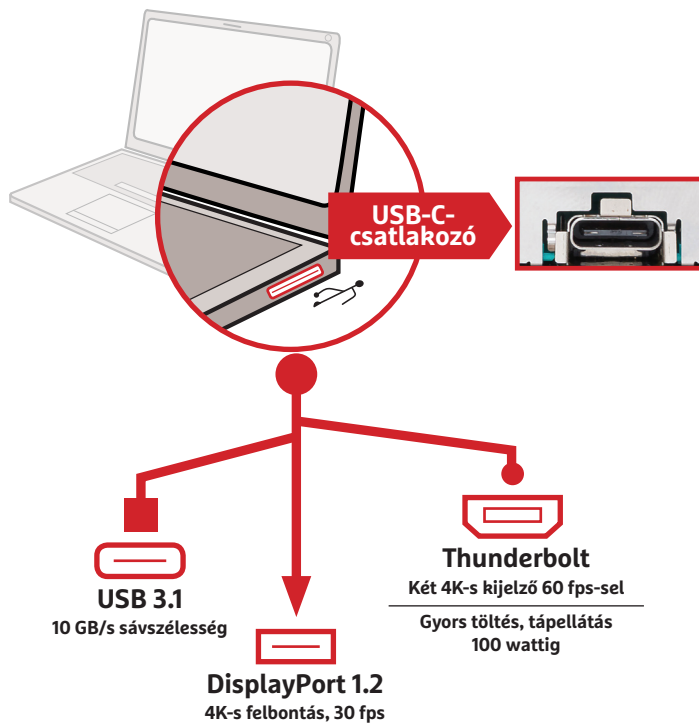 USB-C-
csatlakozó
USB 3.1
10 GB/s sávszélesség
DisplayPort 1.2
4K-s felbontás, 30 fps
Thunderbolt
Két 4K-s kijelző 60 fps-sel
Gyors töltés, tápellátás
100 wattig